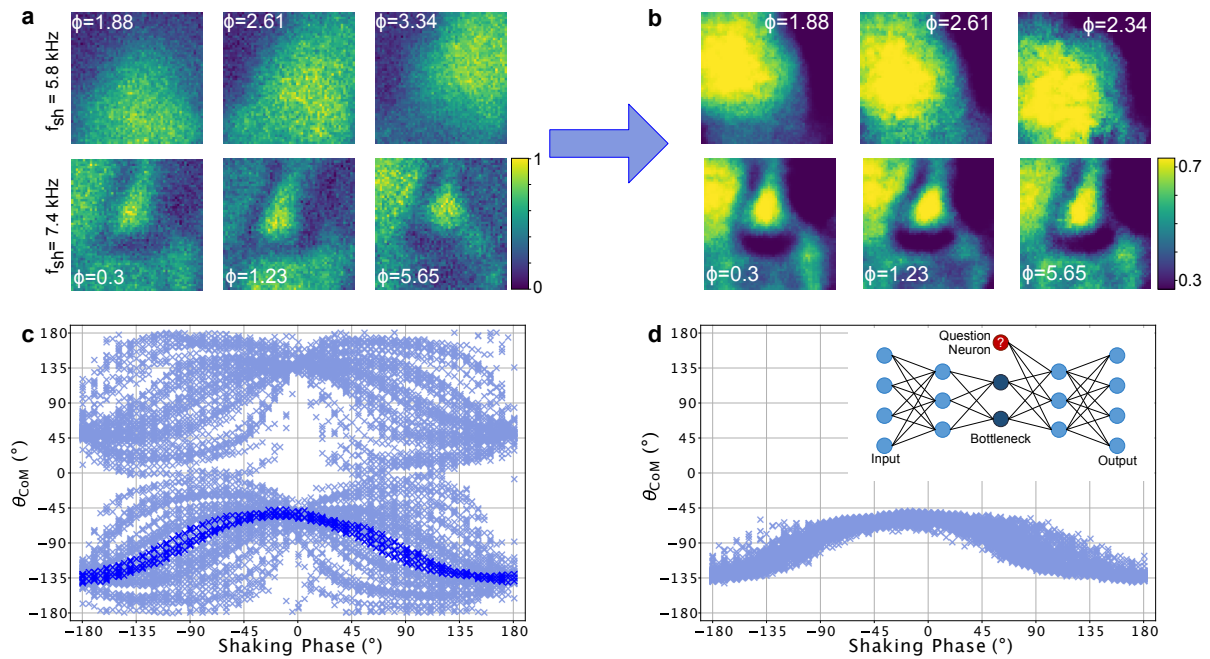 a
ϕ=1.88
ϕ=2.61
ϕ=3.34
f_sh = 5.8 kHz
f_sh= 7.4 kHz
ϕ=0.3
ϕ=1.23
ϕ=5.65
1
0
b
ϕ=1.88
ϕ=2.61
ϕ=2.34
ϕ=0.3
ϕ=1.23
ϕ=5.65
0.7
0.3
c
θCoM (°)
180
135
90
45
0
−45
−90
−135
−180
−180 −135 −90 −45 0 45 90 135 180
Shaking Phase (°)
d
θCoM (°)
180
135
90
45
0
−45
−90
−135
−180
Question
Neuron
?
Bottleneck
Input
Output
−180 −135 −90 −45 0 45 90 135 180
Shaking Phase (°)